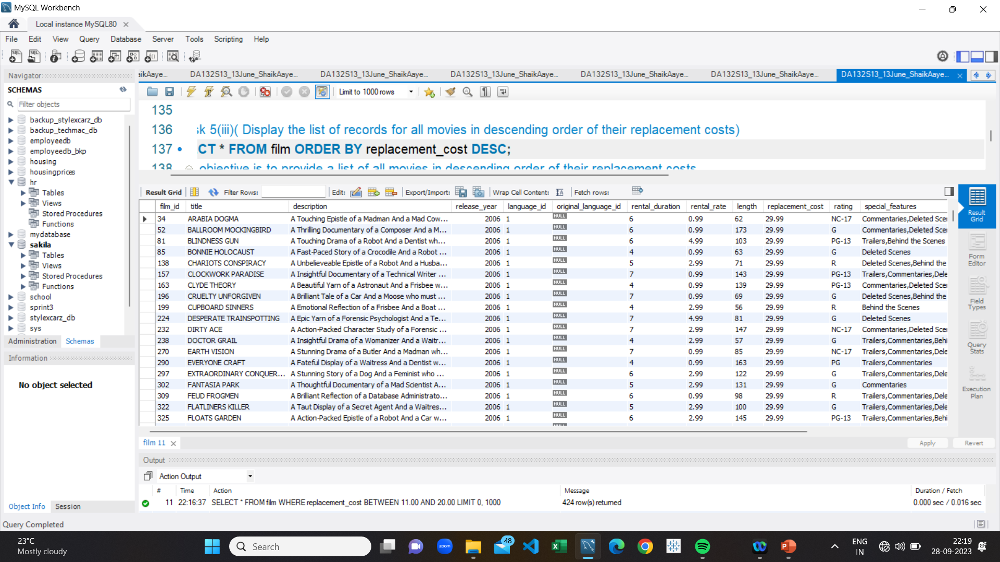 MySQL Workbench
Local instance MySQL80
File Edit View Query Database Server Tools Scripting Help
Navigator
SCHEMAS
Filter objects
backup_stylexcarz_db
backup_techmac_db
employeedb
employeedb_bkp
housing
housingprices
hr
Tables
Views
Stored Procedures
Functions
mydatabase
sakila
Tables
Views
Stored Procedures
Functions
school
sprint3
stylexcarz_db
sys
Administration Schemas
Information
No object selected
Object Info Session
Query Completed
aikAaye... DA132S13_13June_ShaikAaye... DA132S13_13June_ShaikAaye... DA132S13_13June_ShaikAaye... DA132S13_13June_ShaikAaye... DA132S13_13June_ShaikAaye... DA132S13_13June_ShaikAaye...
Limit to 1000 rows
135
136 sk 5(iii)( Display the list of records for all movies in descending order of their replacement costs)
137 CT * FROM film ORDER BY replacement_cost DESC;
138 objective is to provide a list of all movies in descending order of their replacement costs
Result Grid Filter Rows: Edit: Export/Import: Wrap Cell Content: Fetch rows:
film_id title description release_year language_id original_language_id rental_duration rental_rate length replacement_cost rating special_features
34 ARABIA DOGMA A Touching Epistle of a Madman And a Mad Cow... 2006 1 NULL 6 0.99 62 29.99 NC-17 Commentaries,Deleted Scen
52 BALLROOM MOCKINGBIRD A Thrilling Documentary of a Composer And a M... 2006 1 NULL 6 0.99 173 29.99 G Commentaries,Deleted Scen
81 BLINDNESS GUN A Touching Drama of a Robot And a Dentist wh... 2006 1 NULL 6 4.99 103 29.99 PG-13 Trailers,Behind the Scenes
85 BONNIE HOLOCAUST A Fast-Paced Story of a Crocodile And a Robot ... 2006 1 NULL 4 0.99 63 29.99 G Deleted Scenes
138 CHARIOTS CONSPIRACY A Unbelieveable Epistle of a Robot And a Husba... 2006 1 NULL 5 2.99 71 29.99 R Deleted Scenes,Behind the
157 CLOCKWORK PARADISE A Insightful Documentary of a Technical Writer ... 2006 1 NULL 7 0.99 143 29.99 PG-13 Trailers,Commentaries,Dele
163 CLYDE THEORY A Beautiful Yarn of a Astronaut And a Frisbee w... 2006 1 NULL 4 0.99 139 29.99 PG-13 Commentaries,Deleted Scen
196 CRUELTY UNFORGIVEN A Brilliant Tale of a Car And a Moose who must ... 2006 1 NULL 7 0.99 69 29.99 G Deleted Scenes,Behind the
199 CUPBOARD SINNERS A Emotional Reflection of a Frisbee And a Boat ... 2006 1 NULL 4 2.99 56 29.99 R Behind the Scenes
224 DESPERATE TRAINSPOTTING A Epic Yarn of a Forensic Psychologist And a Te... 2006 1 NULL 7 4.99 81 29.99 G Deleted Scenes
232 DIRTY ACE A Action-Packed Character Study of a Forensic ... 2006 1 NULL 7 2.99 147 29.99 NC-17 Commentaries,Deleted Scen
238 DOCTOR GRAIL A Insightful Drama of a Womanizer And a Waitr... 2006 1 NULL 4 2.99 57 29.99 G Trailers,Commentaries,Behi
270 EARTH VISION A Stunning Drama of a Butler And a Madman wh... 2006 1 NULL 7 0.99 85 29.99 NC-17 Trailers,Commentaries,Dele
290 EVERYONE CRAFT A Fateful Display of a Waitress And a Dentist w... 2006 1 NULL 4 0.99 163 29.99 PG Trailers,Commentaries
297 EXTRAORDINARY CONQUER... A Stunning Story of a Dog And a Feminist who ... 2006 1 NULL 6 2.99 122 29.99 G Trailers,Commentaries,Dele
302 FANTASIA PARK A Thoughtful Documentary of a Mad Scientist A... 2006 1 NULL 5 2.99 131 29.99 G Commentaries
309 FEUD FROGMEN A Brilliant Reflection of a Database Administrato... 2006 1 NULL 6 0.99 98 29.99 R Trailers,Commentaries,Dele
322 FLATLINERS KILLER A Taut Display of a Secret Agent And a Waitres... 2006 1 NULL 5 2.99 100 29.99 G Trailers,Commentaries,Dele
325 FLOATS GARDEN A Action-Packed Epistle of a Robot And a Car w... 2006 1 NULL 6 2.99 145 29.99 PG-13 Trailers,Commentaries,Behi
NULL
Result Grid
Form Editor
Field Types
Query Stats
Execution Plan
film 11 Apply Revert
Output
Action Output
# Time Action Message Duration / Fetch
11 22:16:37 SELECT * FROM film WHERE replacement_cost BETWEEN 11.00 AND 20.00 LIMIT 0, 1000 424 row(s) returned 0.000 sec / 0.016 sec
23°C
Mostly cloudy
Search
zoom
48
ENG
IN
22:19
28-09-2023